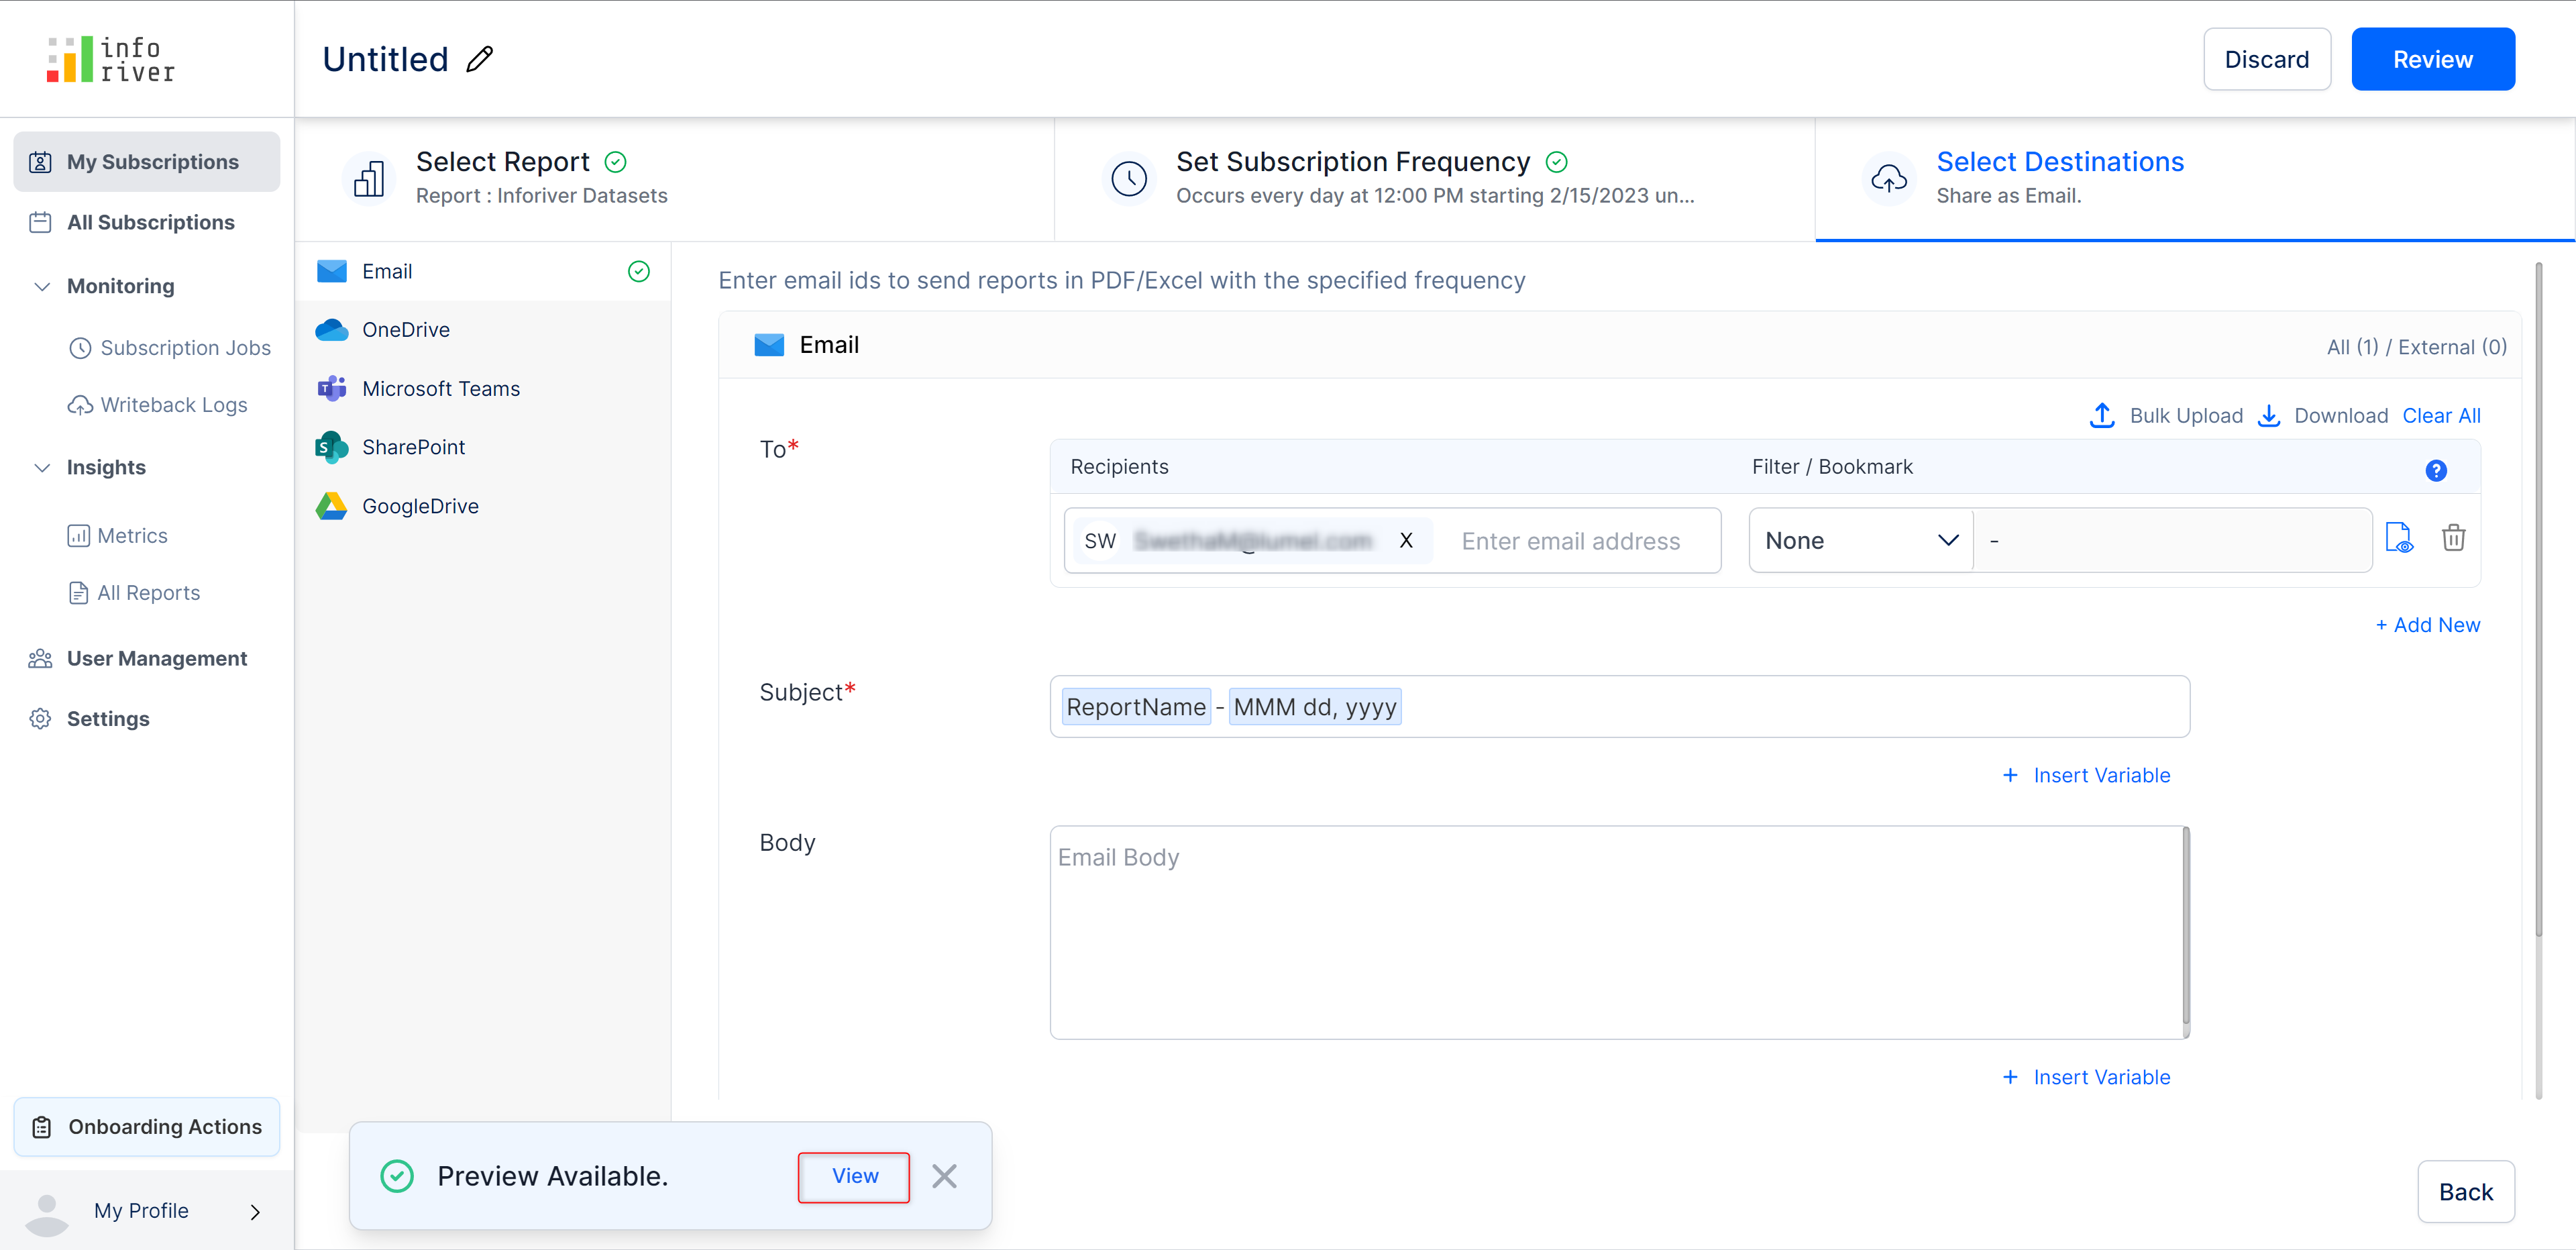 info
river
Untitled
Discard
Review
My Subscriptions
All Subscriptions
Monitoring
Subscription Jobs
Writeback Logs
Insights
Metrics
All Reports
User Management
Settings
Onboarding Actions
My Profile
Select Report
Report : Inforiver Datasets
Set Subscription Frequency
Occurs every day at 12:00 PM starting 2/15/2023 un...
Select Destinations
Share as Email.
Email
OneDrive
Microsoft Teams
SharePoint
GoogleDrive
Enter email ids to send reports in PDF/Excel with the specified frequency
Email
All (1) / External (0)
Bulk Upload Download Clear All
To*
Recipients Filter / Bookmark ?
SW X Enter email address None -
+ Add New
Subject*
ReportName - MMM dd, yyyy
+ Insert Variable
Body
Email Body
+ Insert Variable
Preview Available. View
Back